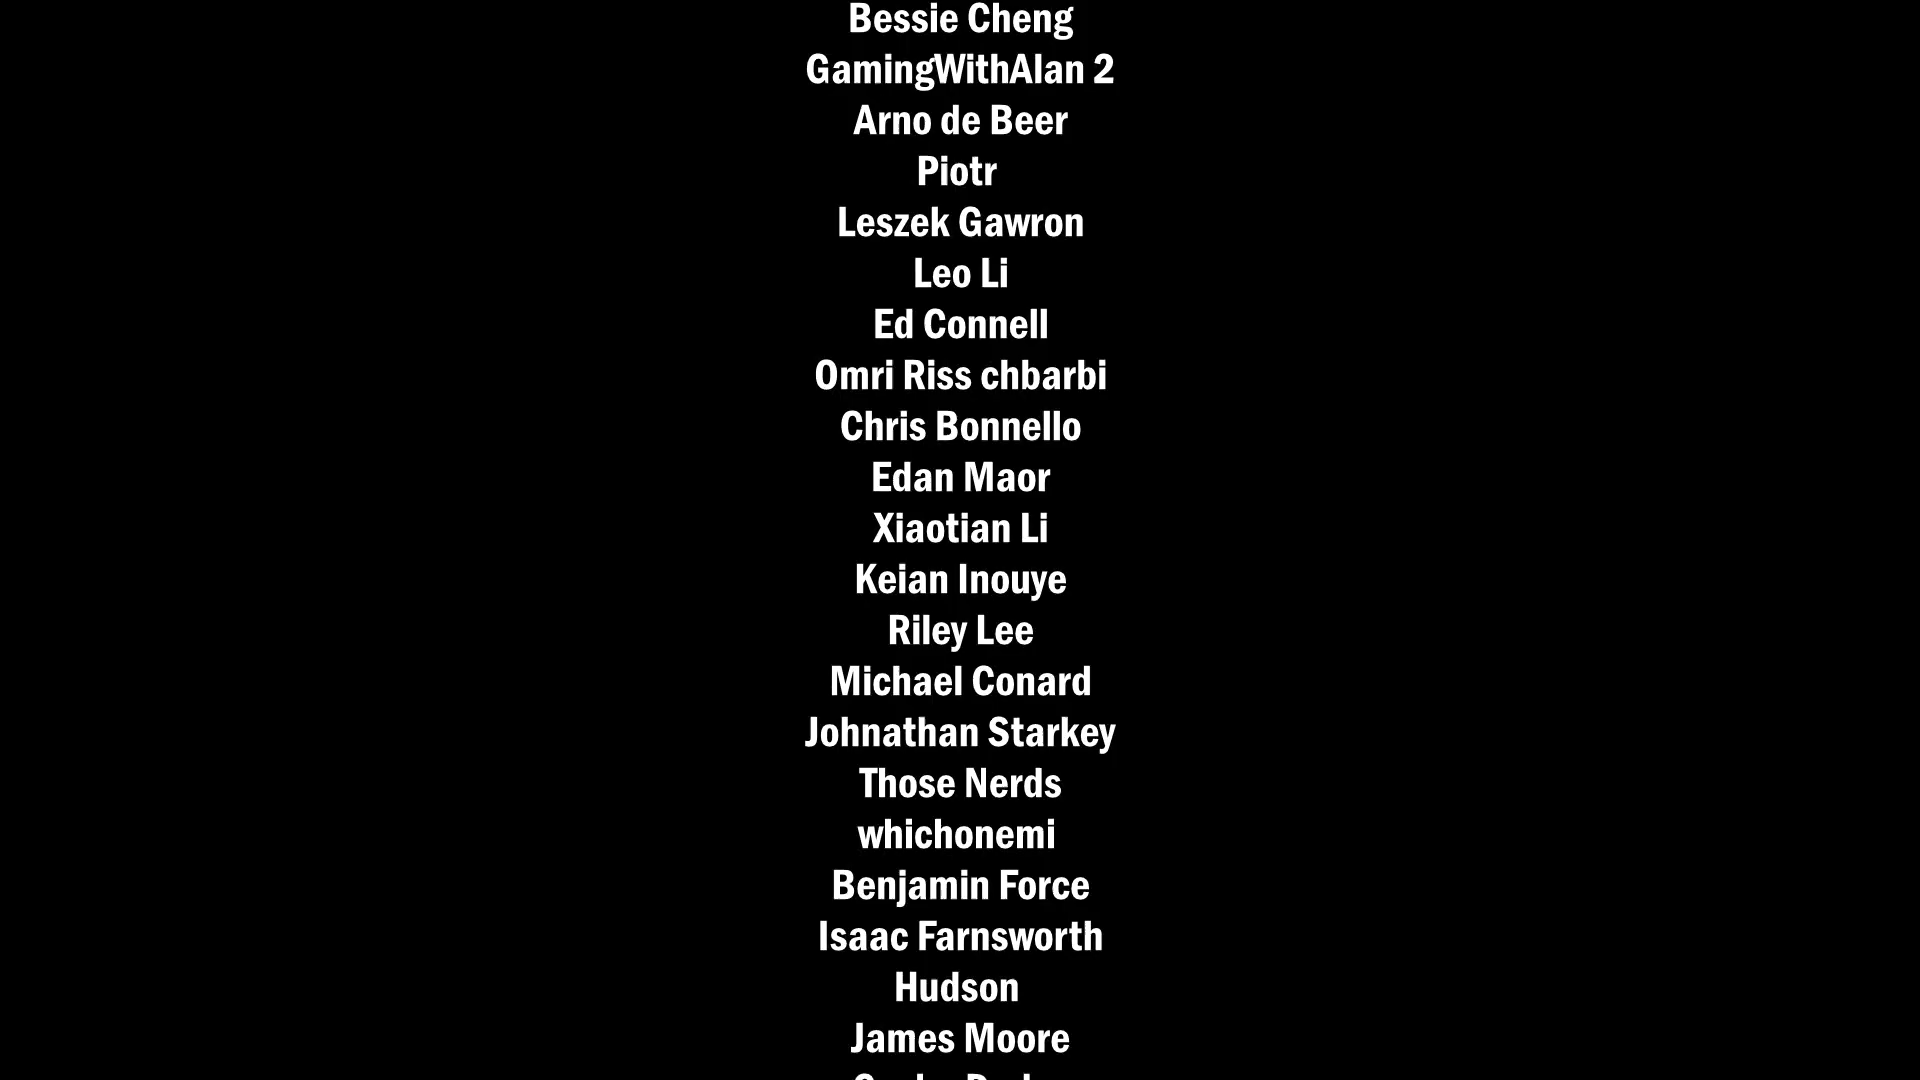 Bessie Cheng
GamingWithAlan 2
Arno de Beer
Piotr
Leszek Gawron
Leo Li
Ed Connell
Omri Riss chbarbi
Chris Bonnello
Edan Maor
Xiaotian Li
Keian Inouye
Riley Lee
Michael Conard
Johnathan Starkey
Those Nerds
whichonemi
Benjamin Force
Isaac Farnsworth
Hudson
James Moore